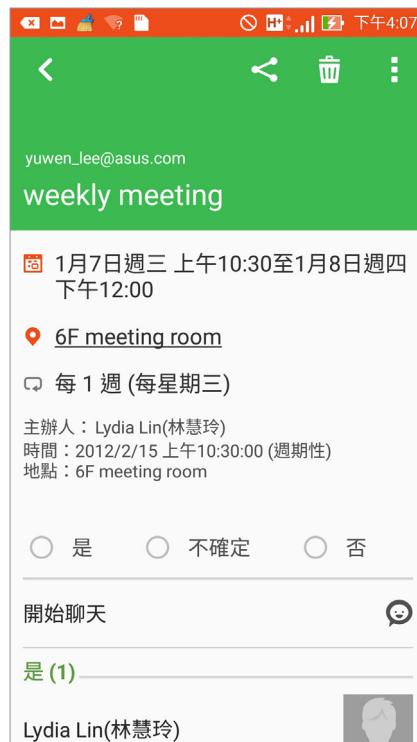 H+ 下午4:07
yuwen_lee@asus.com
weekly meeting
1月7日週三 上午10:30至1月8日週四
下午12:00
6F meeting room
每 1 週 (每星期三)
主辦人：Lydia Lin(林慧玲)
時間：2012/2/15 上午10:30:00 (週期性)
地點：6F meeting room
是 不確定 否
開始聊天
是 (1)
Lydia Lin(林慧玲)